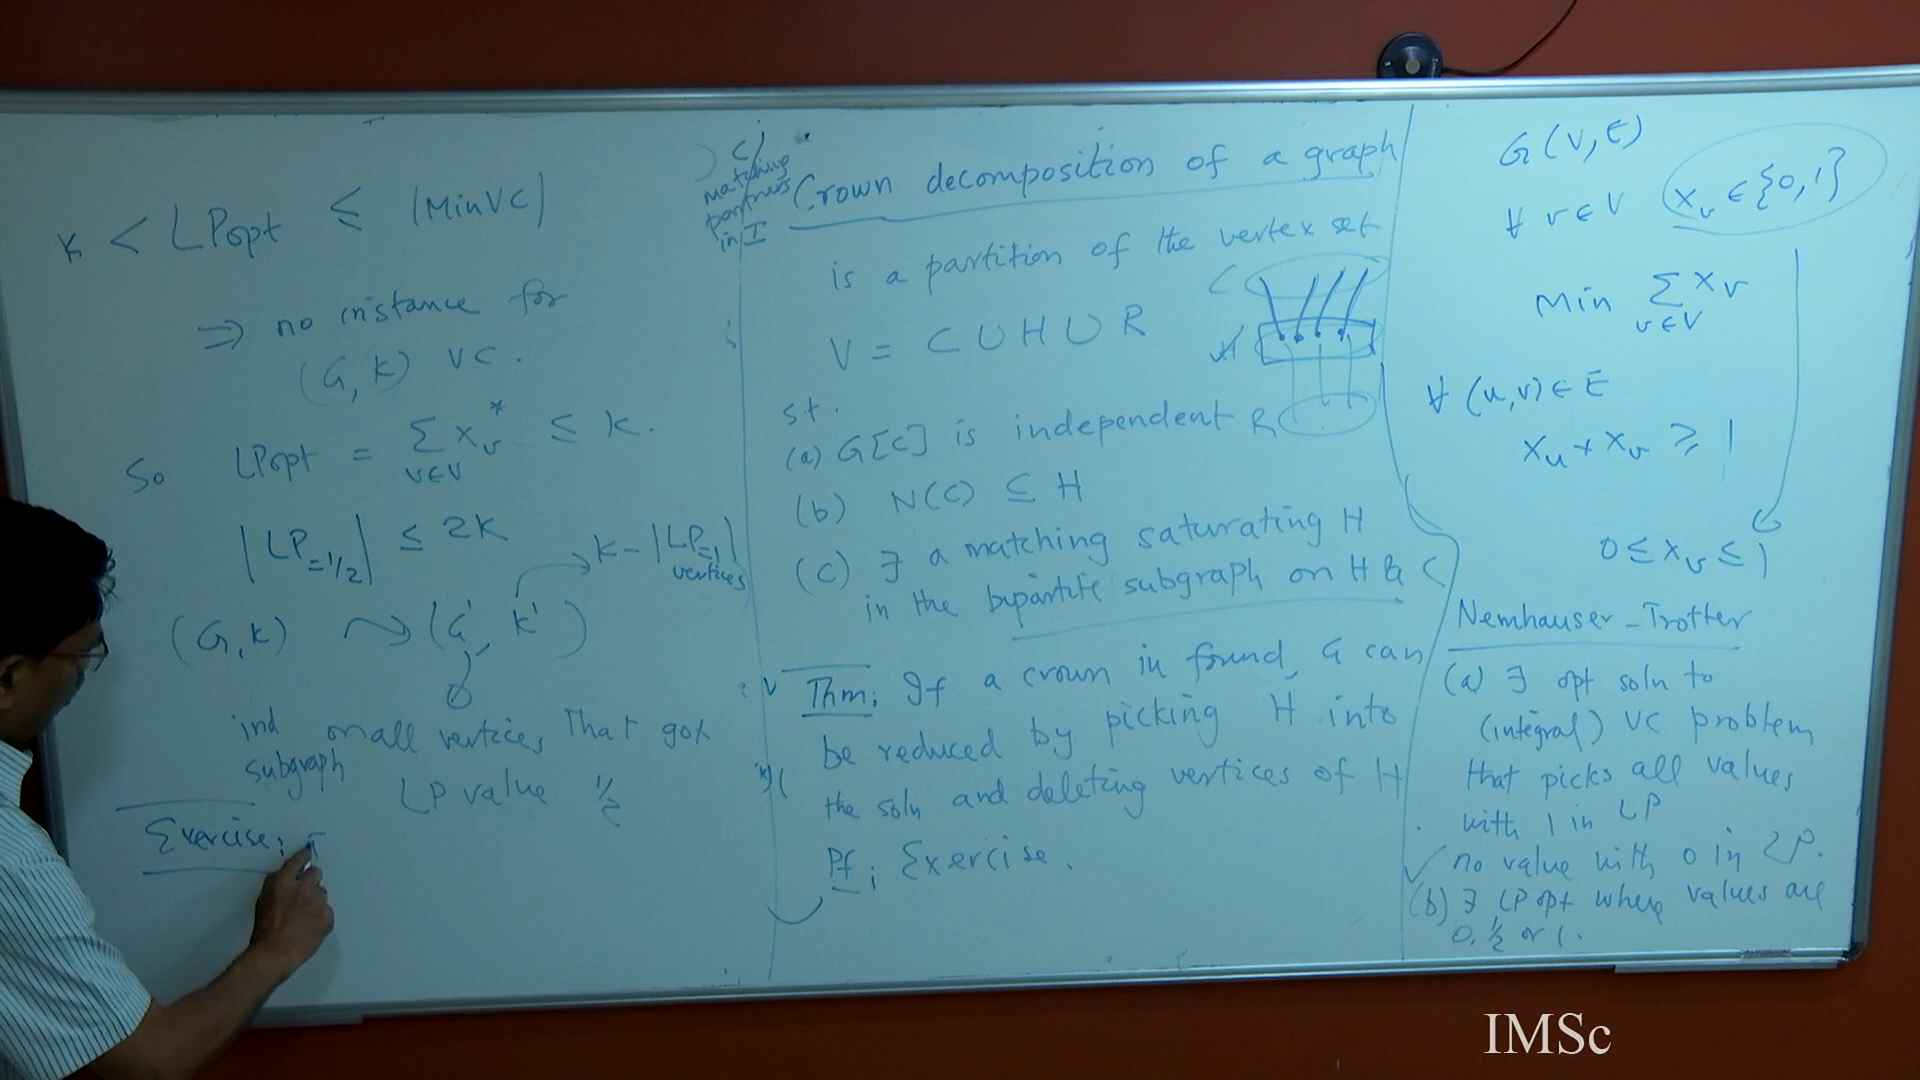 k < LPopt ≤ |MinVC|
⇒ no instance for
(G, k) VC.
So LPopt = Σ x_v* ≤ k.
v∈V
|LP_{=1/2}| ≤ 2k
k - |LP_{=1}|
vertices
(G, k) ⇝ (G', k')
ind subgraph on all vertices that got
LP value 1/2
Exercise:
C)
matching
partners
in I
Crown decomposition of a graph
is a partition of the vertex set
V = C ∪ H ∪ R
C
H
R
st.
(a) G[C] is independent
(b) N(C) ⊆ H
(c) ∃ a matching saturating H
in the bipartite subgraph on H & C
Thm: If a crown in found, G can
be reduced by picking H into
the soln and deleting vertices of H
Pf: Exercise.
G(V, E)
∀ v∈V x_v ∈ {0,1}
Min Σ x_v
v∈V
∀ (u,v) ∈ E
x_u + x_v ≥ 1
0 ≤ x_v ≤ 1
Nemhauser-Trotter
(a) ∃ opt soln to
(integral) VC problem
that picks all values
with 1 in LP
✓ no value with 0 in LP.
(b) ∃ LP opt where values are
0, 1/2 or 1.
IMSc